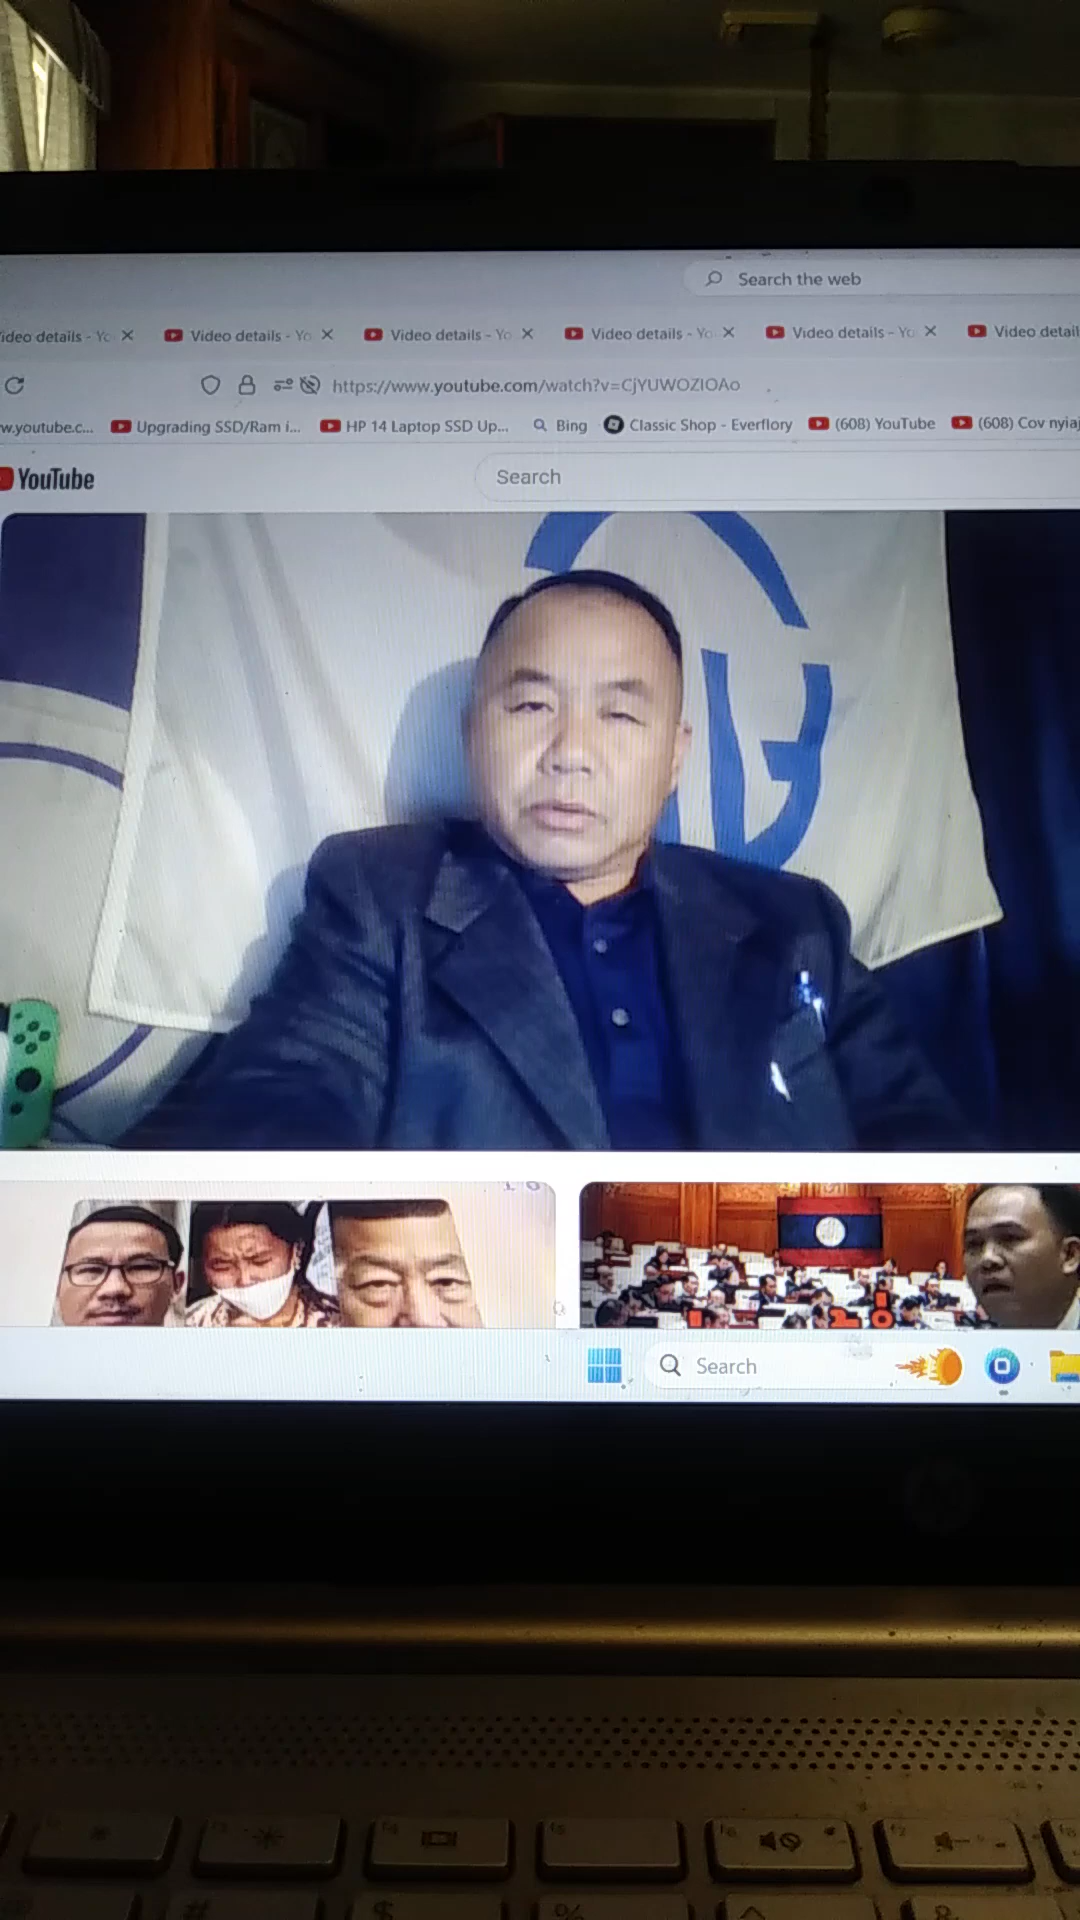 Search the web
ideo details - Yo
Video details - Yo
Video details - Yo
Video details - Yo
Video details - Yo
Video detail
https://www.youtube.com/watch?v=CjYUWOZIOAo
w.youtube.c...
Upgrading SSD/Ram i...
HP 14 Laptop SSD Up...
Bing
Classic Shop - Everflory
(608) YouTube
(608) Cov nyiaj
YouTube
Search
Search
$
%